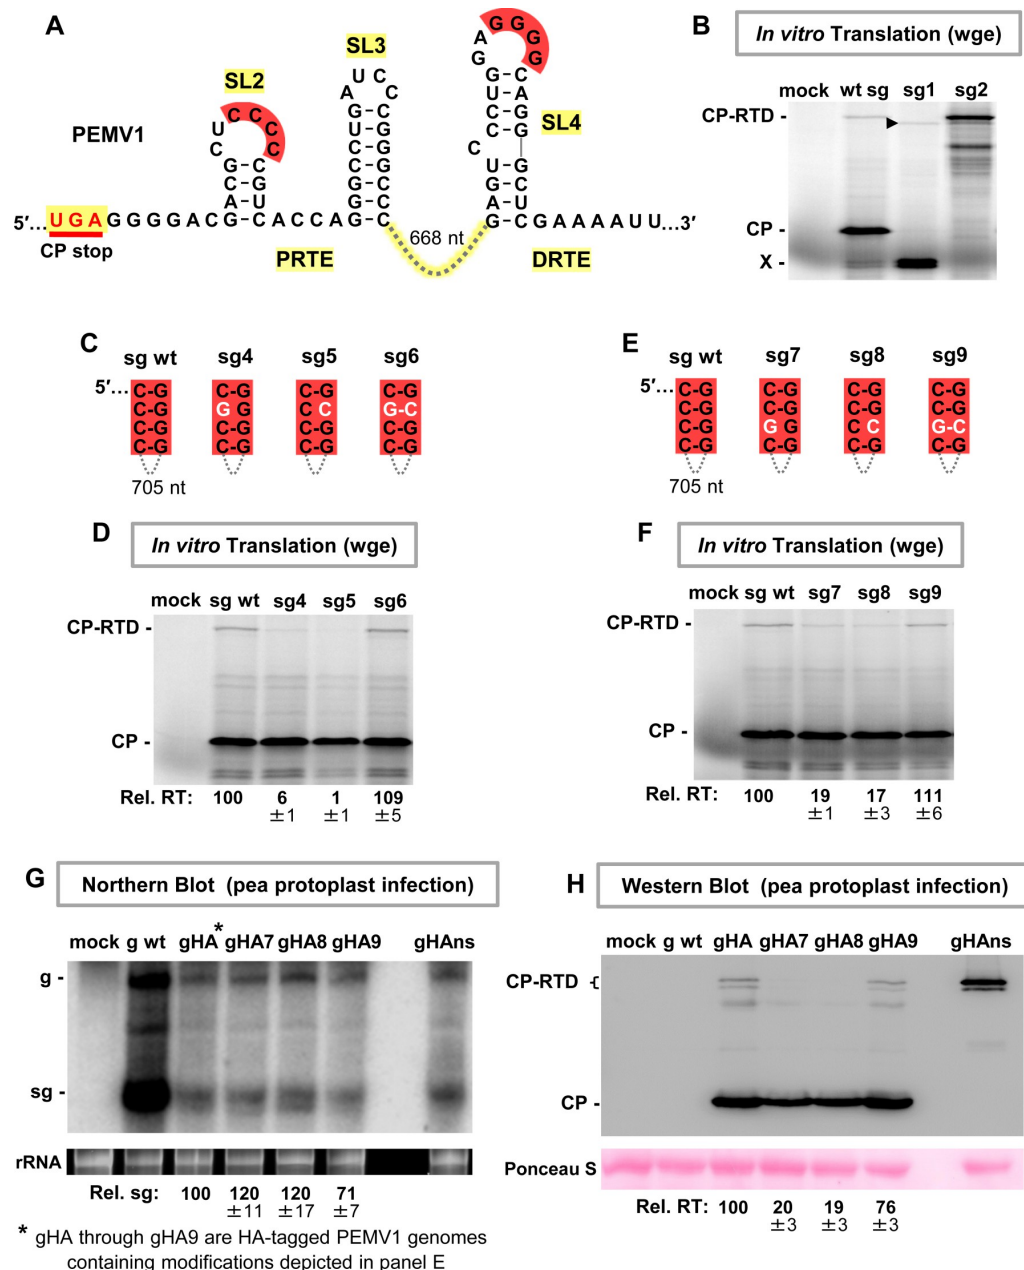 A
SL2
SL3
SL4
PEMV1
U C C C C
C
G – C
C – G
A – U
U C
A C
G – C
U – G
C – G
C – G
G – C
A G G G G
G C
U – A
C – G
C – G
C
U G
G – C
A – U
5′...UGAGGGGACG UCACCAG C G CGAAAAUU...3′
CP stop
PRTE
668 nt
DRTE
B
In vitro Translation (wge)
mock wt sg sg1 sg2
CP-RTD -
CP -
X -
C
sg wt sg4 sg5 sg6
5′...C-G C-G C-G C-G
C-G G G C C G-C
C-G C-G C-G C-G
C-G C-G C-G C-G
705 nt
E
sg wt sg7 sg8 sg9
5′...C-G C-G C-G C-G
C-G C-G C-G C-G
C-G G G C C G-C
C-G C-G C-G C-G
705 nt
D
In vitro Translation (wge)
mock sg wt sg4 sg5 sg6
CP-RTD -
CP -
Rel. RT: 100 6 1 109
±1 ±1 ±5
F
In vitro Translation (wge)
mock sg wt sg7 sg8 sg9
CP-RTD -
CP -
Rel. RT: 100 19 17 111
±1 ±3 ±6
G
Northern Blot (pea protoplast infection)
mock g wt gHA* gHA7 gHA8 gHA9 gHAns
g -
sg -
rRNA
Rel. sg: 100 120 120 71
±11 ±17 ±7
* gHA through gHA9 are HA-tagged PEMV1 genomes
containing modifications depicted in panel E
H
Western Blot (pea protoplast infection)
mock g wt gHA gHA7 gHA8 gHA9 gHAns
CP-RTD -{
CP -
Ponceau S
Rel. RT: 100 20 19 76
±3 ±3 ±3